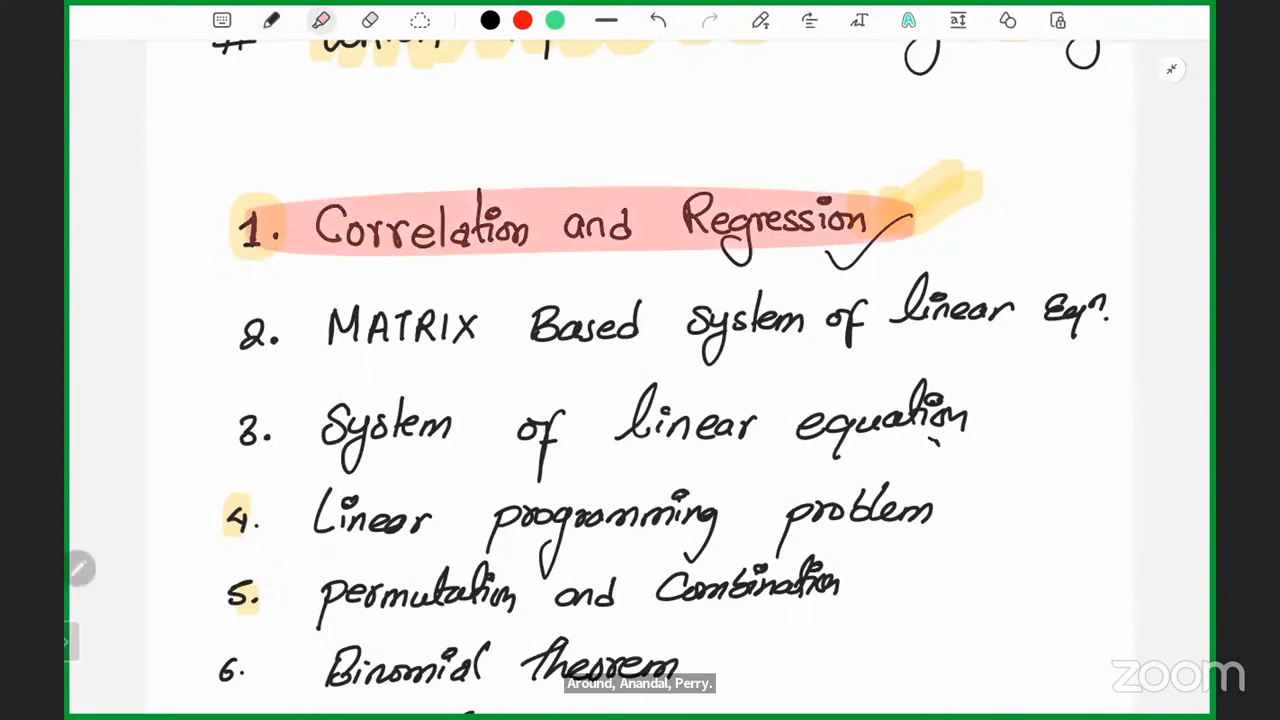 #
1. Correlation and Regression
2. MATRIX Based System of linear Eqn.
3. System of linear equation
4. Linear programming problem
5. permutation and Combination
6. Binomial theorem
Around, Anandal, Perry.
zoom